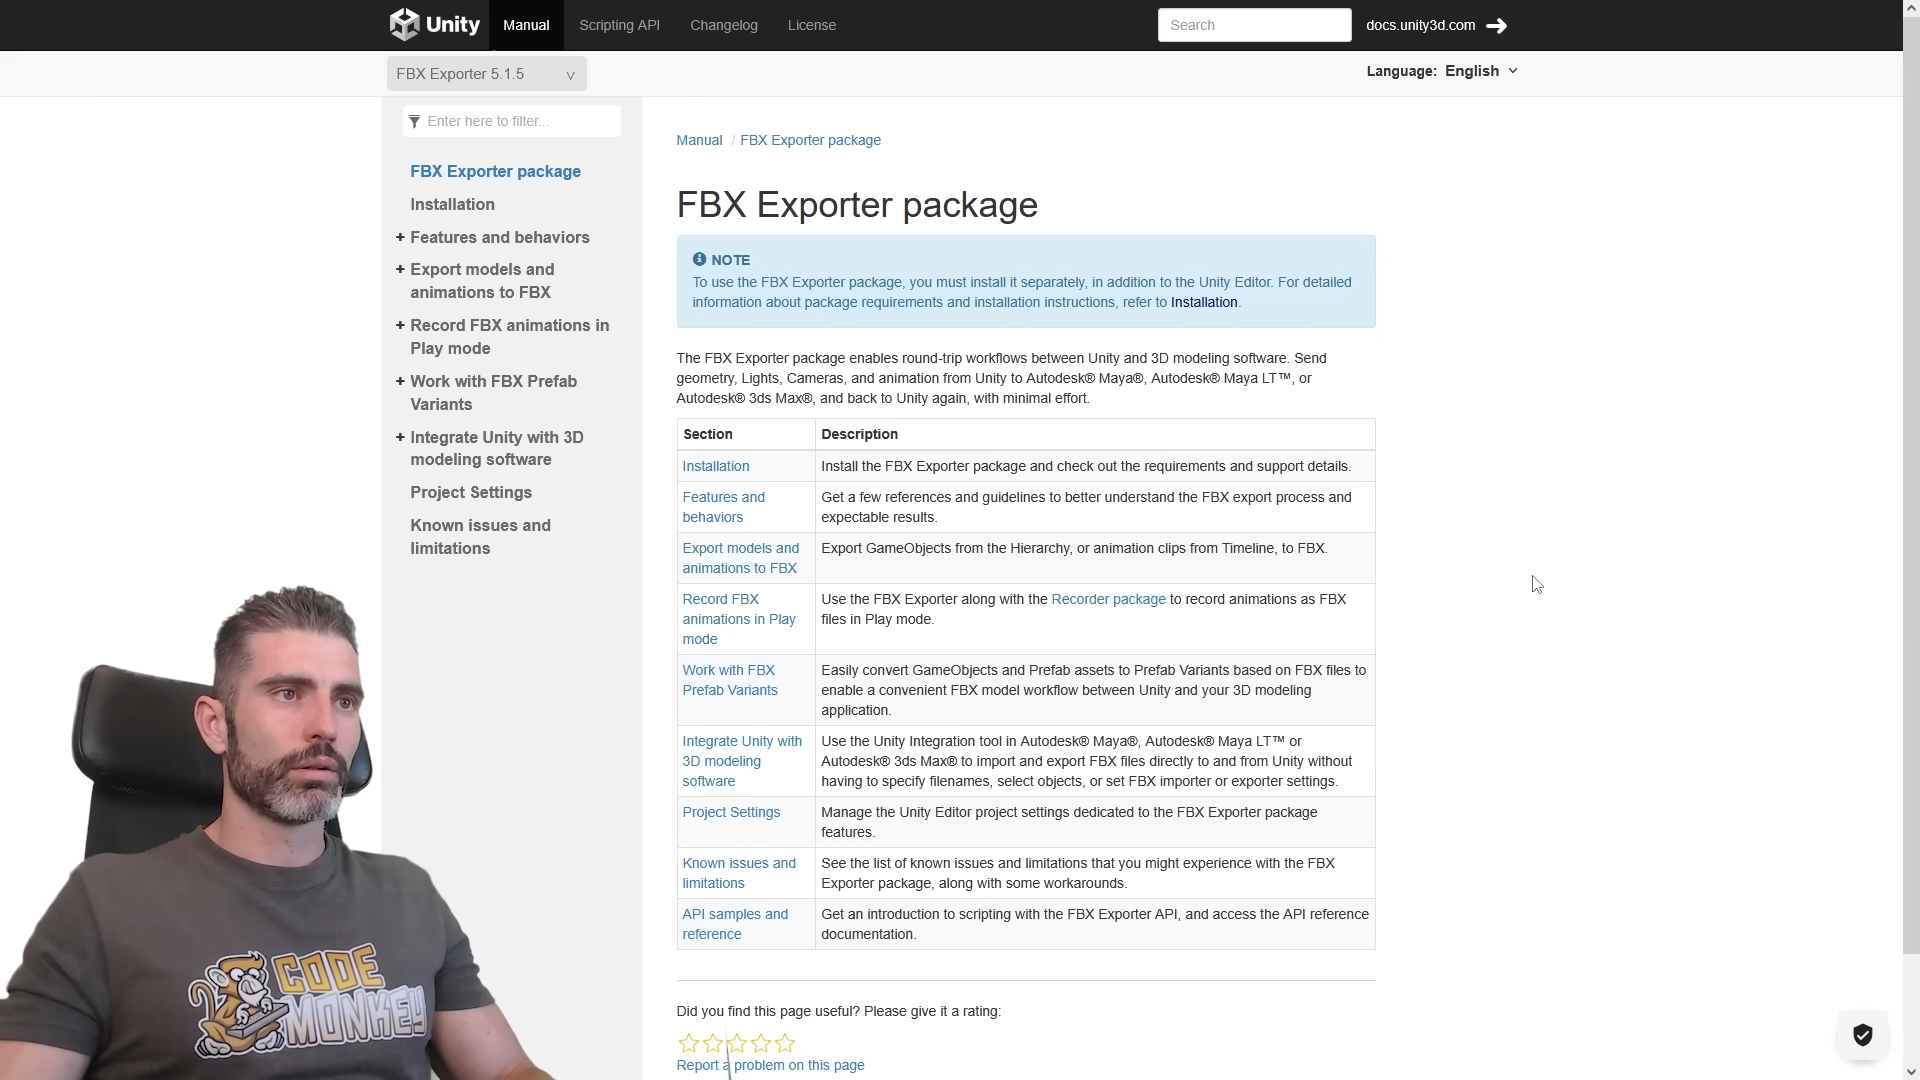 Unity
Manual
Scripting API
Changelog
License
Search
docs.unity3d.com
FBX Exporter 5.1.5
Language: English
Enter here to filter...
FBX Exporter package
Installation
+ Features and behaviors
+ Export models and
animations to FBX
+ Record FBX animations in
Play mode
+ Work with FBX Prefab
Variants
+ Integrate Unity with 3D
modeling software
Project Settings
Known issues and
limitations
Manual / FBX Exporter package
FBX Exporter package
NOTE
To use the FBX Exporter package, you must install it separately, in addition to the Unity Editor. For detailed
information about package requirements and installation instructions, refer to Installation.
The FBX Exporter package enables round-trip workflows between Unity and 3D modeling software. Send
geometry, Lights, Cameras, and animation from Unity to Autodesk® Maya®, Autodesk® Maya LT™, or
Autodesk® 3ds Max®, and back to Unity again, with minimal effort.
Section Description
Installation Install the FBX Exporter package and check out the requirements and support details.
Features and Get a few references and guidelines to better understand the FBX export process and
behaviors expectable results.
Export models and Export GameObjects from the Hierarchy, or animation clips from Timeline, to FBX.
animations to FBX
Record FBX Use the FBX Exporter along with the Recorder package to record animations as FBX
animations in Play files in Play mode.
mode
Work with FBX Easily convert GameObjects and Prefab assets to Prefab Variants based on FBX files to
Prefab Variants enable a convenient FBX model workflow between Unity and your 3D modeling
application.
Integrate Unity with Use the Unity Integration tool in Autodesk® Maya®, Autodesk® Maya LT™ or
3D modeling Autodesk® 3ds Max® to import and export FBX files directly to and from Unity without
software having to specify filenames, select objects, or set FBX importer or exporter settings.
Project Settings Manage the Unity Editor project settings dedicated to the FBX Exporter package
features.
Known issues and See the list of known issues and limitations that you might experience with the FBX
limitations Exporter package, along with some workarounds.
API samples and Get an introduction to scripting with the FBX Exporter API, and access the API reference
reference documentation.
Did you find this page useful? Please give it a rating:
Report a problem on this page
CODE
MONKEY